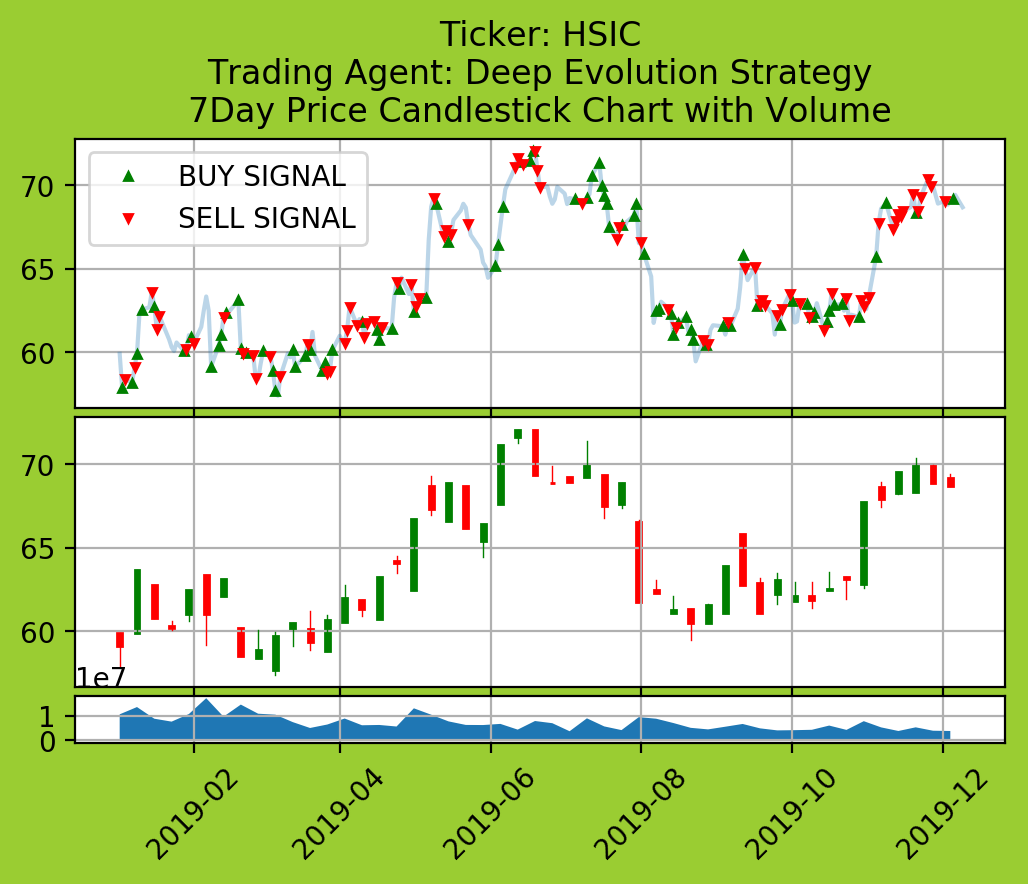 Ticker: HSIC
Trading Agent: Deep Evolution Strategy
7Day Price Candlestick Chart with Volume
BUY SIGNAL
SELL SIGNAL
70
65
60
70
65
60
1e7
1
0
2019-02
2019-04
2019-06
2019-08
2019-10
2019-12